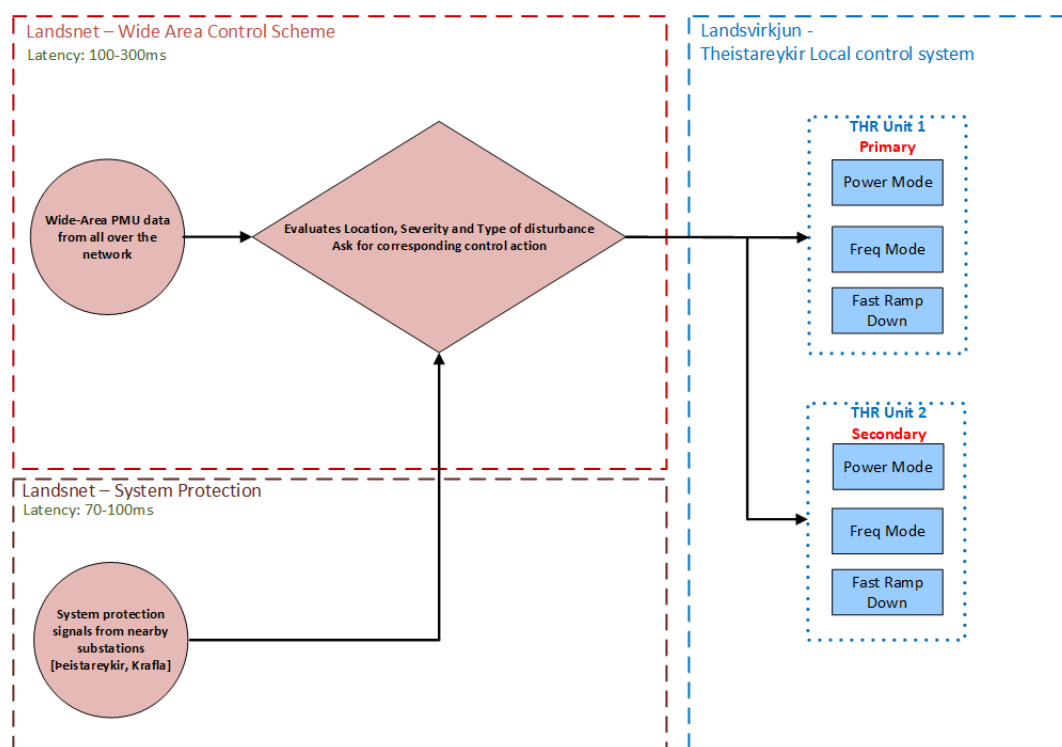 Landsnet – Wide Area Control Scheme
Latency: 100-300ms
Wide-Area PMU data
from all over the
network
Evaluates Location, Severity and Type of disturbance
Ask for corresponding control action
Landsnet – System Protection
Latency: 70-100ms
System protection
signals from nearby
substations
[Þeistareykir, Krafla]
Landsvirkjun -
Theistareykir Local control system
THR Unit 1
Primary
Power Mode
Freq Mode
Fast Ramp
Down
THR Unit 2
Secondary
Power Mode
Freq Mode
Fast Ramp
Down